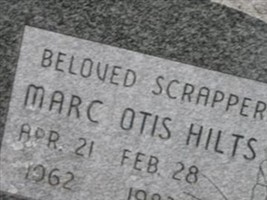 BELOVED SCRAPPER
MARC OTIS HILTS
APR. 21 FEB. 28
1962